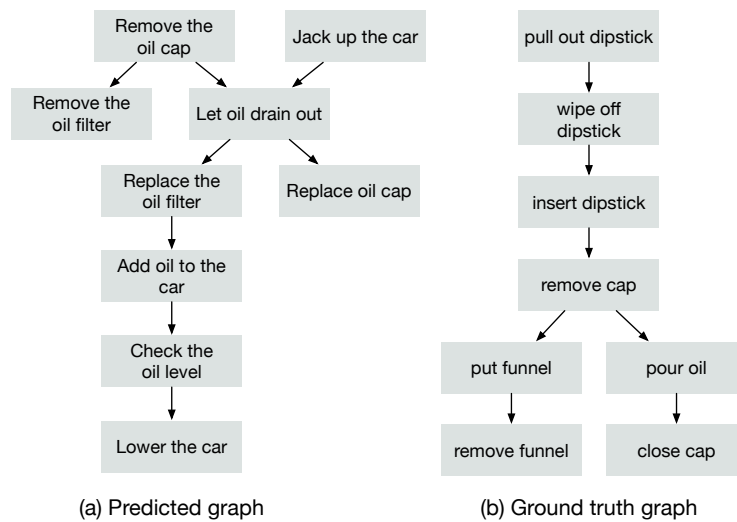 Remove the
oil cap
Jack up the car
Remove the
oil filter
Let oil drain out
Replace the
oil filter
Replace oil cap
Add oil to the
car
Check the
oil level
Lower the car
(a) Predicted graph
pull out dipstick
wipe off
dipstick
insert dipstick
remove cap
put funnel
pour oil
remove funnel
close cap
(b) Ground truth graph